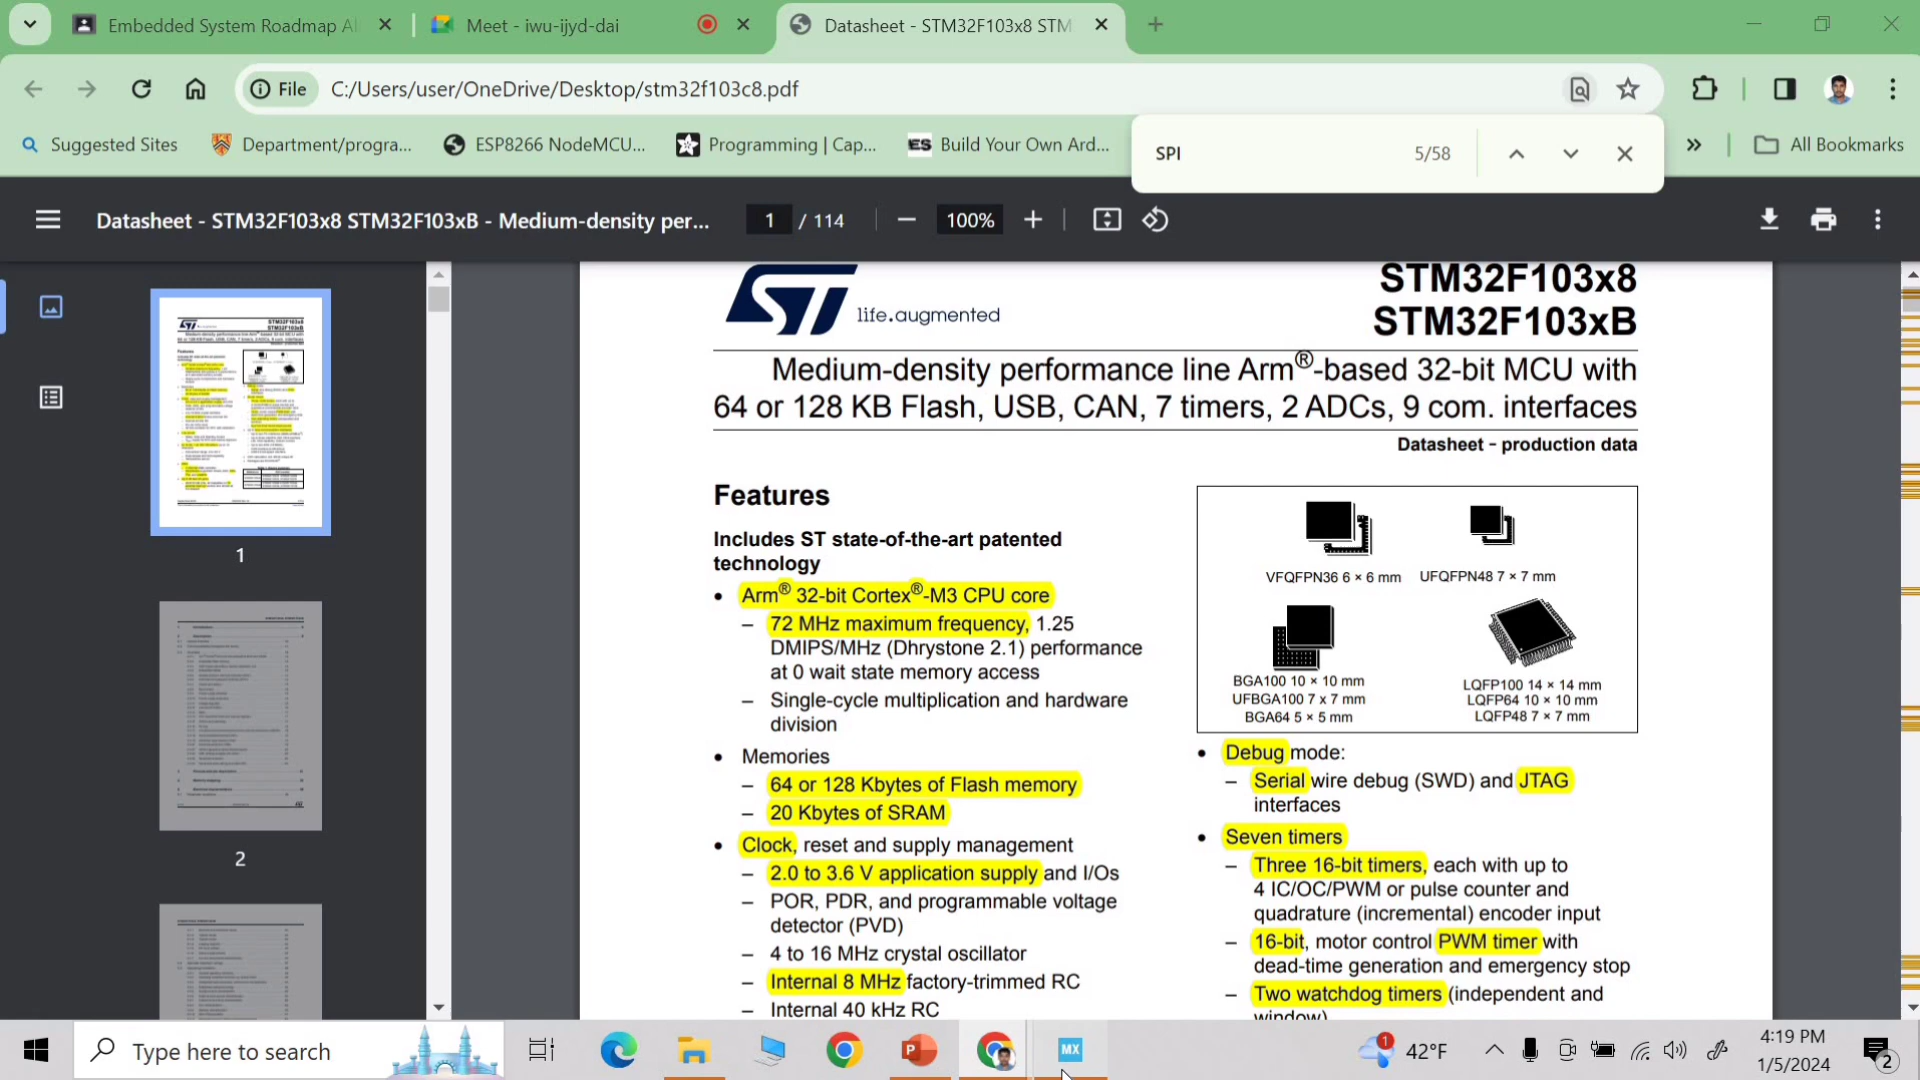 Embedded System Roadmap Al
Meet - iwu-ijyd-dai
Datasheet - STM32F103x8 STM
File
C:/Users/user/OneDrive/Desktop/stm32f103c8.pdf
Suggested Sites
Department/progra...
ESP8266 NodeMCU...
Programming | Cap...
ES
Build Your Own Ard...
SPI
5/58
»
All Bookmarks
Datasheet - STM32F103x8 STM32F103xB - Medium-density per...
1 / 114
100%
1
2
ST life.augmented
STM32F103x8
STM32F103xB
Medium-density performance line Arm®-based 32-bit MCU with
64 or 128 KB Flash, USB, CAN, 7 timers, 2 ADCs, 9 com. interfaces
Datasheet - production data
Features
Includes ST state-of-the-art patented
technology
• Arm® 32-bit Cortex®-M3 CPU core
– 72 MHz maximum frequency, 1.25
DMIPS/MHz (Dhrystone 2.1) performance
at 0 wait state memory access
– Single-cycle multiplication and hardware
division
• Memories
– 64 or 128 Kbytes of Flash memory
– 20 Kbytes of SRAM
• Clock, reset and supply management
– 2.0 to 3.6 V application supply and I/Os
– POR, PDR, and programmable voltage
detector (PVD)
– 4 to 16 MHz crystal oscillator
– Internal 8 MHz factory-trimmed RC
– Internal 40 kHz RC
VFQFPN36 6 × 6 mm
UFQFPN48 7 × 7 mm
BGA100 10 × 10 mm
UFBGA100 7 x 7 mm
BGA64 5 × 5 mm
LQFP100 14 × 14 mm
LQFP64 10 × 10 mm
LQFP48 7 × 7 mm
• Debug mode:
– Serial wire debug (SWD) and JTAG
interfaces
• Seven timers
– Three 16-bit timers, each with up to
4 IC/OC/PWM or pulse counter and
quadrature (incremental) encoder input
– 16-bit, motor control PWM timer with
dead-time generation and emergency stop
– Two watchdog timers (independent and
window)
Type here to search
P
MX
1
42°F
4:19 PM
1/5/2024
2